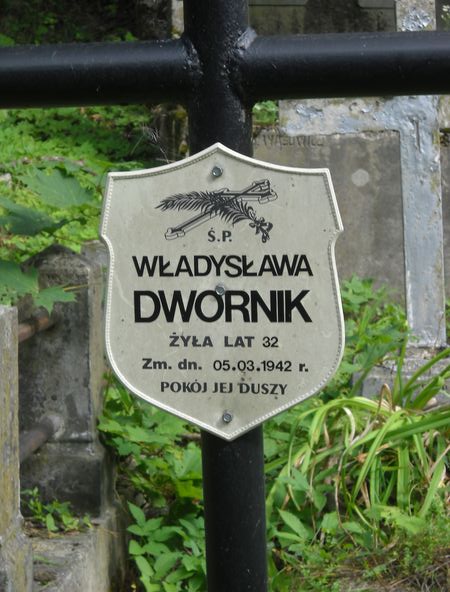 Ś.P.
WŁADYSŁAWA
DWORNIK
ŻYŁA LAT 32
Zm. dn. 05.03.1942 r.
POKÓJ JEJ DUSZY